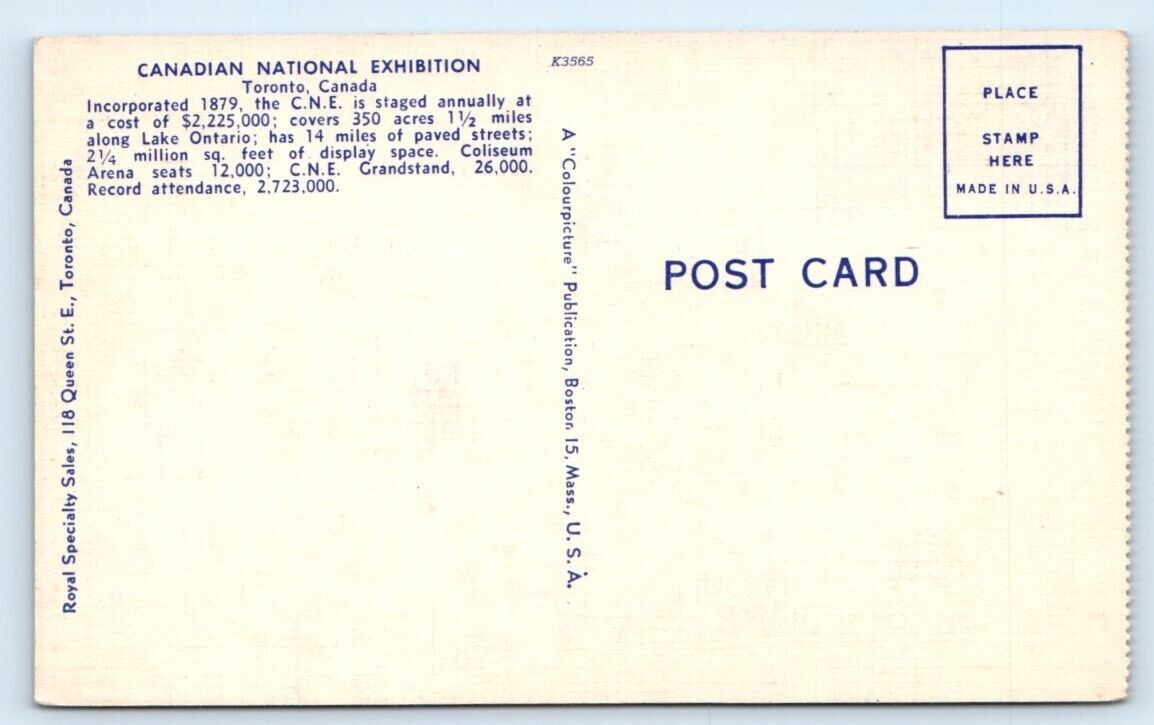 CANADIAN NATIONAL EXHIBITION
Toronto, Canada
Incorporated 1879, the C.N.E. is staged annually at
a cost of $2,225,000; covers 350 acres 1½ miles
along Lake Ontario; has 14 miles of paved streets;
2¼ million sq. feet of display space. Coliseum
Arena seats 12,000; C.N.E. Grandstand, 26,000.
Record attendance, 2,723,000.
Royal Specialty Sales, 118 Queen St. E., Toronto, Canada
K3565
A "Colourpicture" Publication, Boston 15, Mass., U. S. A.
PLACE
STAMP
HERE
MADE IN U.S.A.
POST CARD